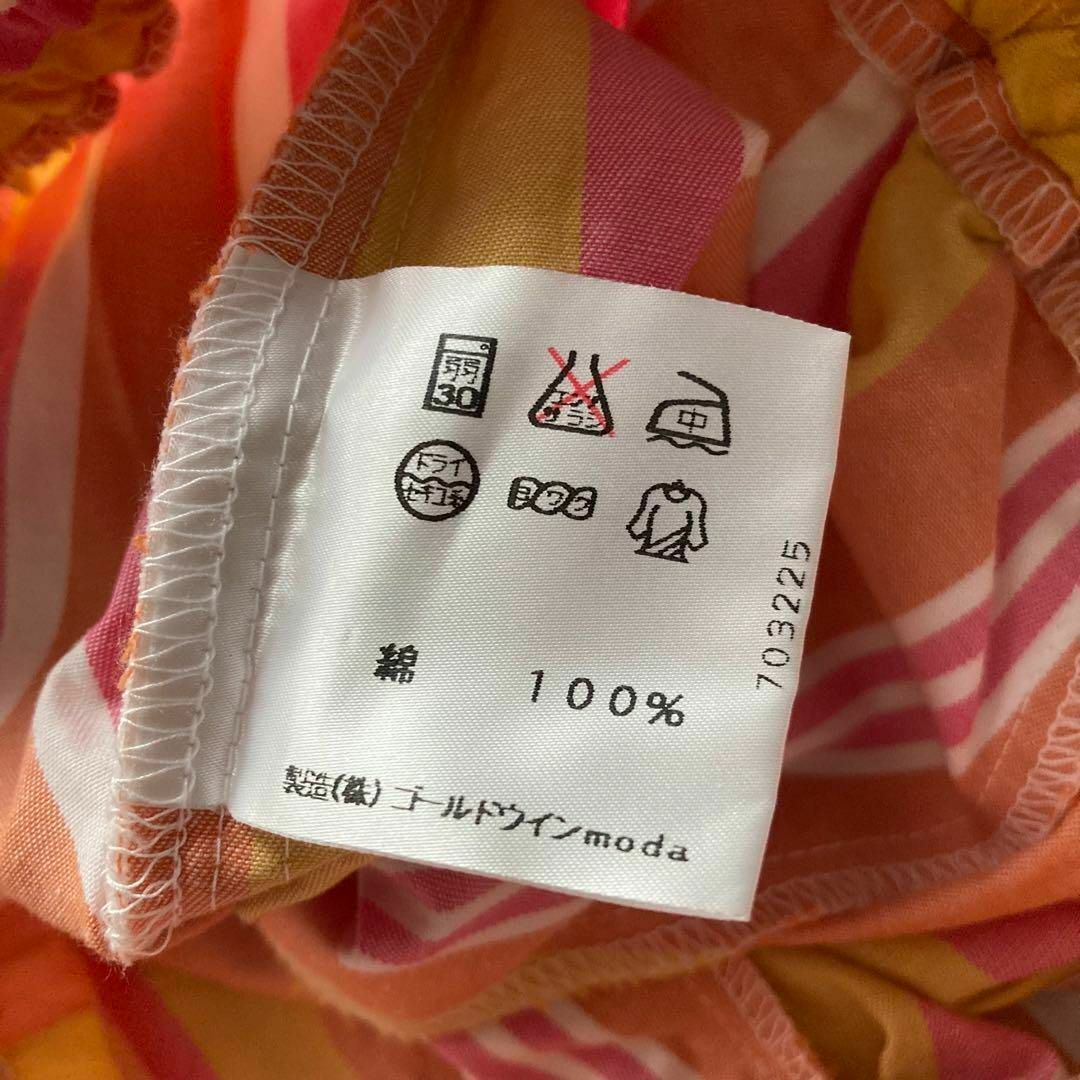 弱
30
エンソ
サラシ
中
ドライ
セキユ系
ヨワク
綿 100%
703225
製造(株)ゴールドウインmoda